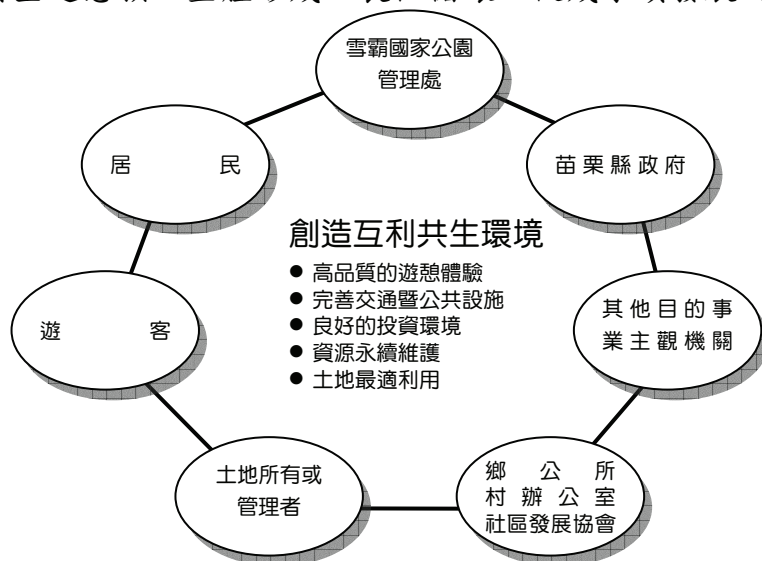 雪霸國家公園
管理處
居民
苗栗縣政府
創造互利共生環境
● 高品質的遊憩體驗
● 完善交通暨公共設施
● 良好的投資環境
● 資源永續維護
● 土地最適利用
其他目的事
業主觀機關
遊客
土地所有或
管理者
鄉公所
村辦公室
社區發展協會